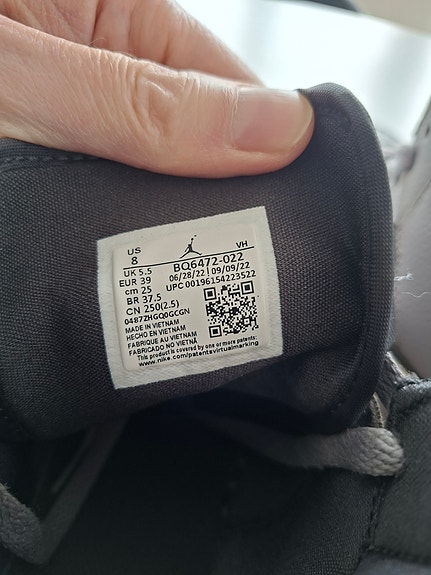 US
8
VH
UK 5.5
EUR 39
cm 25
BR 37.5
CN 250(2.5)
BQ6472-022
06/28/22 | 09/09/22
UPC 00196154223522
0487ZHGQ0GCGN
MADE IN VIETNAM
HECHO EN VIETNAM
FABRIQUE AU VIETNAM
FABRICADO NO VIETNÃ
This product is covered by one or more patents:
www.nike.com/patentsvirtualmarking